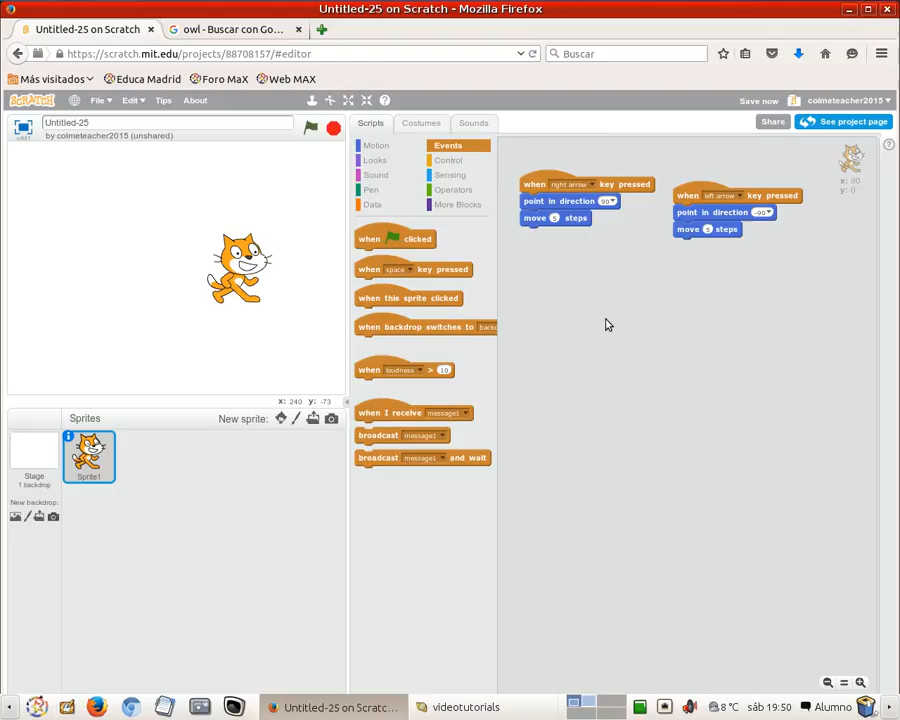 Untitled-25 on Scratch - Mozilla Firefox
Untitled-25 on Scratch
owl - Buscar con Go...
https://scratch.mit.edu/projects/88708157/#editor
Buscar
Más visitados
Educa Madrid
Foro MaX
Web MAX
SCRATCH
File
Edit
Tips
About
Save now
colmeteacher2015
Untitled-25
by colmeteacher2015 (unshared)
v441
Scripts
Costumes
Sounds
Share
See project page
Motion
Looks
Sound
Pen
Data
Events
Control
Sensing
Operators
More Blocks
when clicked
when space key pressed
when this sprite clicked
when backdrop switches to
when loudness > 10
when I receive message1
broadcast message1
broadcast message1 and wait
when right arrow key pressed
point in direction 90
move 5 steps
when left arrow key pressed
point in direction -90
move 5 steps
x: 90
y: 0
x: 240 y: -73
Sprites
New sprite:
Stage
1 backdrop
New backdrop:
Sprite1
Untitled-25 on Scratc...
videotutorials
8 °C
sáb 19:50
Alumno